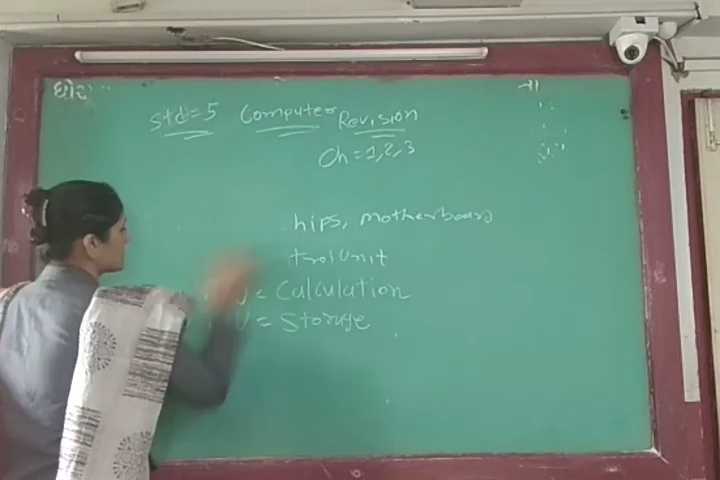 ધોરણ
Std=5 Computer Revision
Ch=1,2,3
hips, motherboard
trol Unit
= Calculation
U = Storage